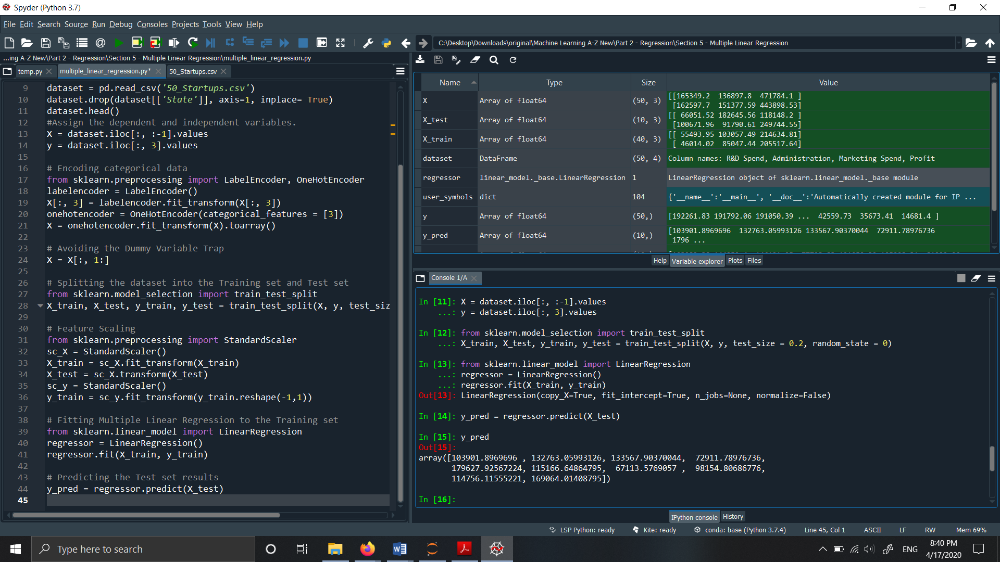 Spyder (Python 3.7)
File Edit Search Source Run Debug Consoles Projects Tools View Help
C:\Desktop\Downloads\original\Machine Learning A-Z New\Part 2 - Regression\Section 5 - Multiple Linear Regression
...ing A-Z New\Part 2 - Regression\Section 5 - Multiple Linear Regression\multiple_linear_regression.py
temp.py multiple_linear_regression.py* 50_Startups.csv
9 dataset = pd.read_csv('50_Startups.csv')
10 dataset.drop(dataset[['State']], axis=1, inplace= True)
11 dataset.head()
12 #Assign the dependent and independent variables.
13 X = dataset.iloc[:, :-1].values
14 y = dataset.iloc[:, 3].values
15
16 # Encoding categorical data
17 from sklearn.preprocessing import LabelEncoder, OneHotEncoder
18 labelencoder = LabelEncoder()
19 X[:, 3] = labelencoder.fit_transform(X[:, 3])
20 onehotencoder = OneHotEncoder(categorical_features = [3])
21 X = onehotencoder.fit_transform(X).toarray()
22
23 # Avoiding the Dummy Variable Trap
24 X = X[:, 1:]
25
26 # Splitting the dataset into the Training set and Test set
27 from sklearn.model_selection import train_test_split
28 X_train, X_test, y_train, y_test = train_test_split(X, y, test_siz
29
30 # Feature Scaling
31 from sklearn.preprocessing import StandardScaler
32 sc_X = StandardScaler()
33 X_train = sc_X.fit_transform(X_train)
34 X_test = sc_X.transform(X_test)
35 sc_y = StandardScaler()
36 y_train = sc_y.fit_transform(y_train.reshape(-1,1))
37
38 # Fitting Multiple Linear Regression to the Training set
39 from sklearn.linear_model import LinearRegression
40 regressor = LinearRegression()
41 regressor.fit(X_train, y_train)
42
43 # Predicting the Test set results
44 y_pred = regressor.predict(X_test)
45
Name Type Size Value
X Array of float64 (50, 3) [[165349.2 136897.8 471784.1 ]
[162597.7 151377.59 443898.53]
X_test Array of float64 (10, 3) [[ 66051.52 182645.56 118148.2 ]
[100671.96 91790.61 249744.55]
X_train Array of float64 (40, 3) [[ 55493.95 103057.49 214634.81]
[ 46014.02 85047.44 205517.64]
dataset DataFrame (50, 4) Column names: R&D Spend, Administration, Marketing Spend, Profit
regressor linear_model._base.LinearRegression 1 LinearRegression object of sklearn.linear_model._base module
user_symbols dict 104 {'__name__':'__main__', '__doc__':'Automatically created module for IP ...
y Array of float64 (50,) [192261.83 191792.06 191050.39 ... 42559.73 35673.41 14681.4 ]
y_pred Array of float64 (10,) [103901.8969696 132763.05993126 133567.90370044 72911.78976736
1796 ...
Help Variable explorer Plots Files
Console 1/A
In [11]: X = dataset.iloc[:, :-1].values
...: y = dataset.iloc[:, 3].values
In [12]: from sklearn.model_selection import train_test_split
...: X_train, X_test, y_train, y_test = train_test_split(X, y, test_size = 0.2, random_state = 0)
In [13]: from sklearn.linear_model import LinearRegression
...: regressor = LinearRegression()
...: regressor.fit(X_train, y_train)
Out[13]: LinearRegression(copy_X=True, fit_intercept=True, n_jobs=None, normalize=False)
In [14]: y_pred = regressor.predict(X_test)
In [15]: y_pred
Out[15]:
array([103901.8969696 , 132763.05993126, 133567.90370044, 72911.78976736,
179627.92567224, 115166.64864795, 67113.5769057 , 98154.80686776,
114756.11555221, 169064.01408795])
In [16]:
IPython console History
LSP Python: ready Kite: ready conda: base (Python 3.7.4) Line 45, Col 1 ASCII LF RW Mem 69%
Type here to search
ENG
8:40 PM
4/17/2020